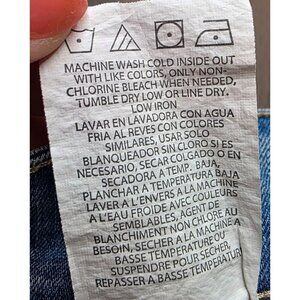 MACHINE WASH COLD INSIDE OUT
WITH LIKE COLORS, ONLY NON-
CHLORINE BLEACH WHEN NEEDED,
TUMBLE DRY LOW OR LINE DRY.
LOW IRON
LAVAR EN LAVADORA CON AGUA
FRIA AL REVES CON COLORES
SIMILARES, USAR SOLO
BLANQUEADOR SIN CLORO SI ES
NECESARIO, SECAR COLGADO O EN
SECADORA A TEMP. BAJA,
PLANCHAR A TEMPERATURA BAJA
LAVER A L'ENVERS A LA MACHINE
A L'EAU FROIDE AVEC COULEURS
SEMBLABLES, AGENT DE
BLANCHIMENT NON CHLORE AU
BESOIN, SECHER A LA MACHINE A
BASSE TEMPERATURE OU
SUSPENDRE POUR SECHER,
REPASSER A BASSE TEMPERATUR